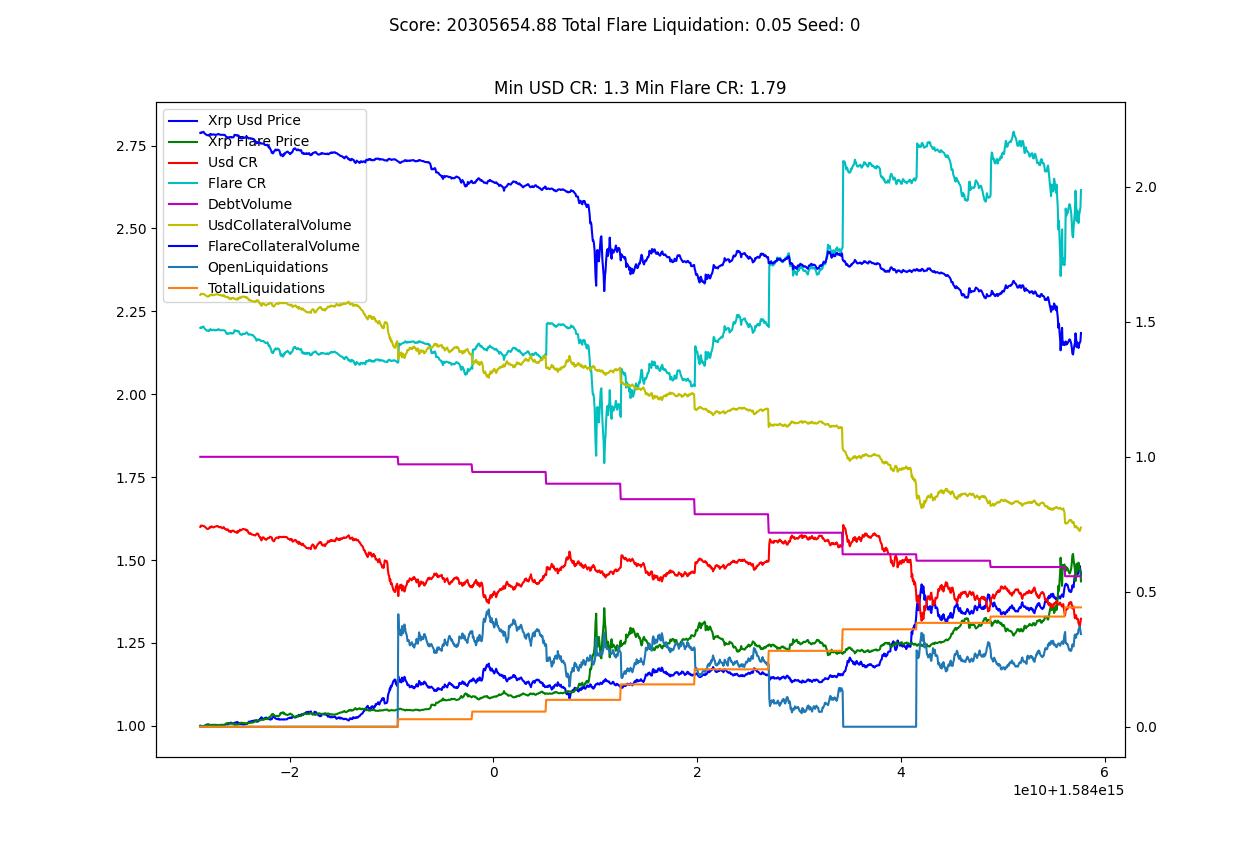 Score: 20305654.88 Total Flare Liquidation: 0.05 Seed: 0
Min USD CR: 1.3 Min Flare CR: 1.79
Xrp Usd Price
Xrp Flare Price
Usd CR
Flare CR
DebtVolume
UsdCollateralVolume
FlareCollateralVolume
OpenLiquidations
TotalLiquidations
2.75
2.50
2.25
2.00
1.75
1.50
1.25
1.00
2.0
1.5
1.0
0.5
0.0
−2
0
2
4
6
1e10+1.584e15